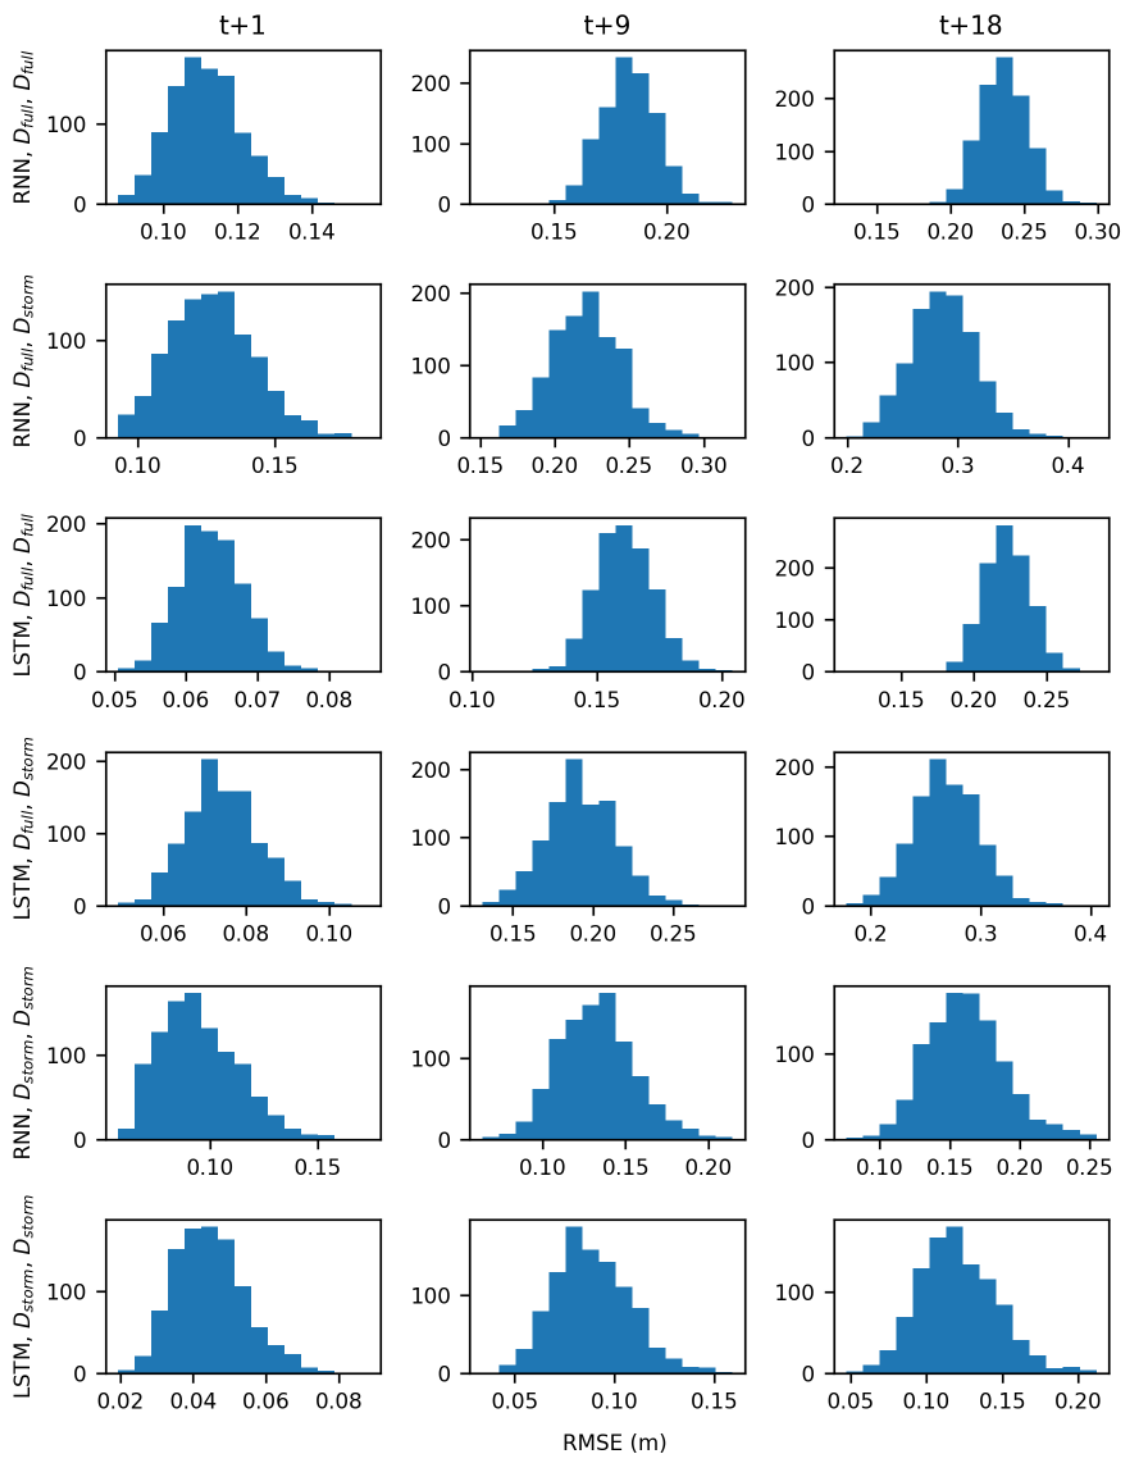 t+1 t+9 t+18
RNN, D_full, D_full
100
0
0.10 0.12 0.14
200
100
0
0.15 0.20
200
100
0
0.15 0.20 0.25 0.30
RNN, D_full, D_storm
100
0
0.10 0.15
200
100
0
0.15 0.20 0.25 0.30
200
100
0
0.2 0.3 0.4
LSTM, D_full, D_full
200
100
0
0.05 0.06 0.07 0.08
200
100
0
0.10 0.15 0.20
200
100
0
0.15 0.20 0.25
LSTM, D_full, D_storm
200
100
0
0.06 0.08 0.10
200
100
0
0.15 0.20 0.25
200
100
0
0.2 0.3 0.4
RNN, D_storm, D_storm
100
0
0.10 0.15
100
0
0.10 0.15 0.20
100
0
0.10 0.15 0.20 0.25
LSTM, D_storm, D_storm
100
0
0.02 0.04 0.06 0.08
100
0
0.05 0.10 0.15
100
0
0.05 0.10 0.15 0.20
RMSE (m)